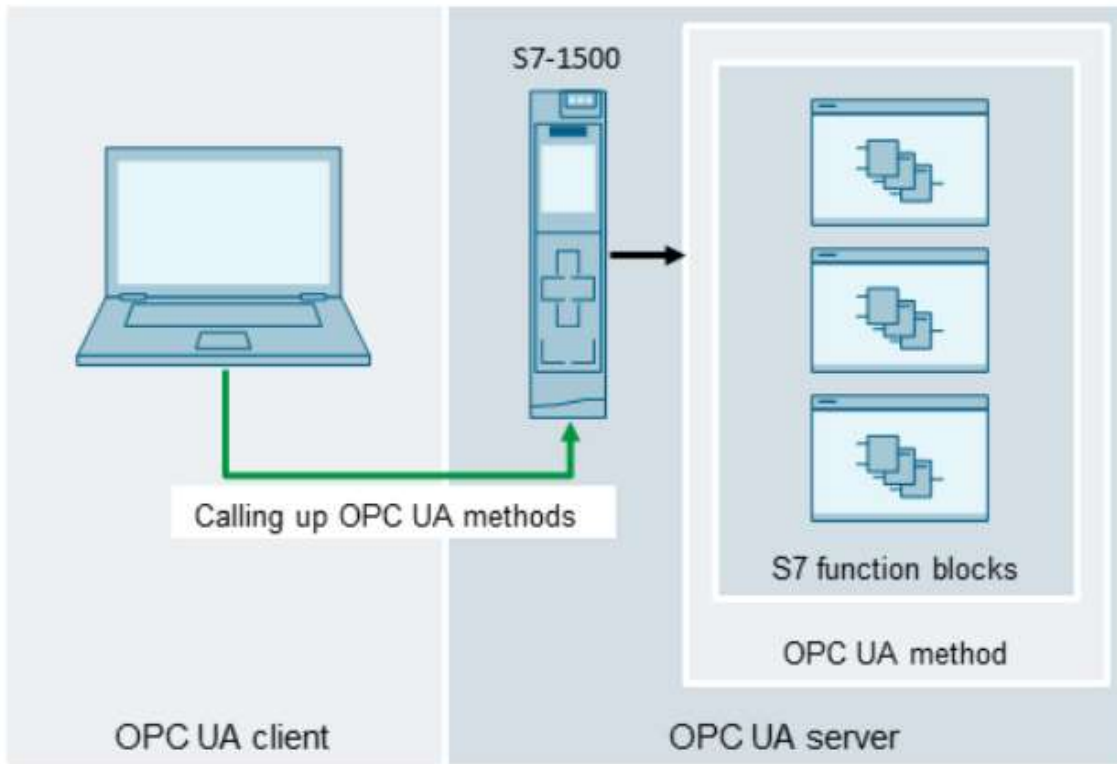 S7-1500
Calling up OPC UA methods
S7 function blocks
OPC UA method
OPC UA client
OPC UA server